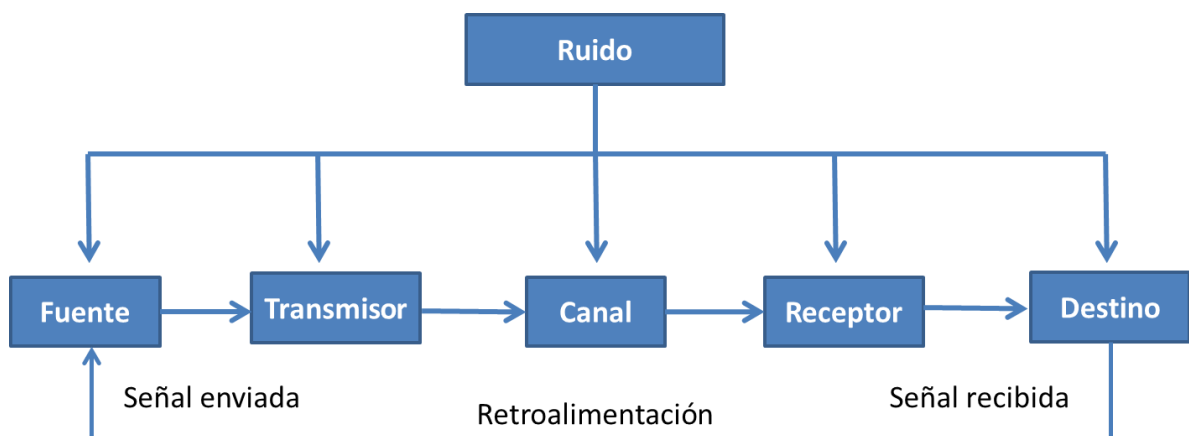 Ruido
Fuente
Transmisor
Canal
Receptor
Destino
Señal enviada
Retroalimentación
Señal recibida